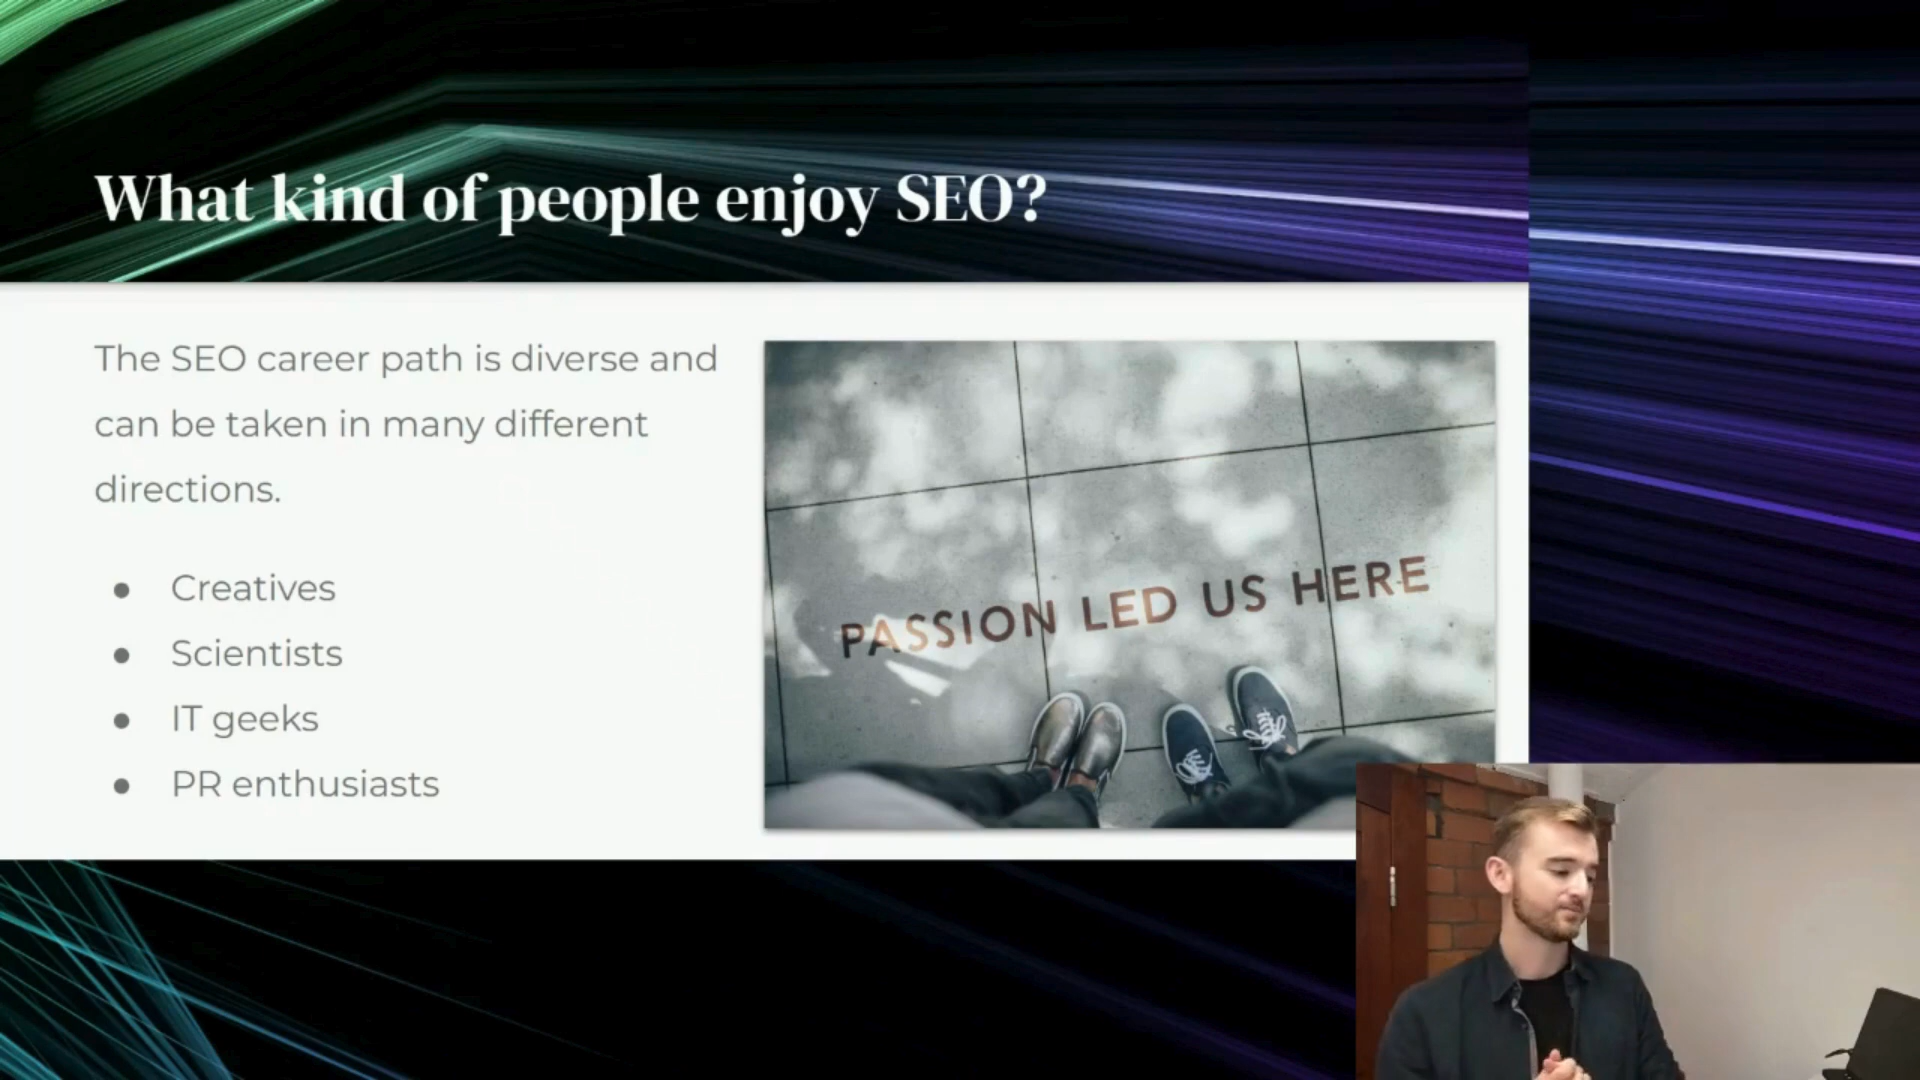 What kind of people enjoy SEO?
The SEO career path is diverse and
can be taken in many different
directions.
● Creatives
● Scientists
● IT geeks
● PR enthusiasts
PASSION LED US HERE